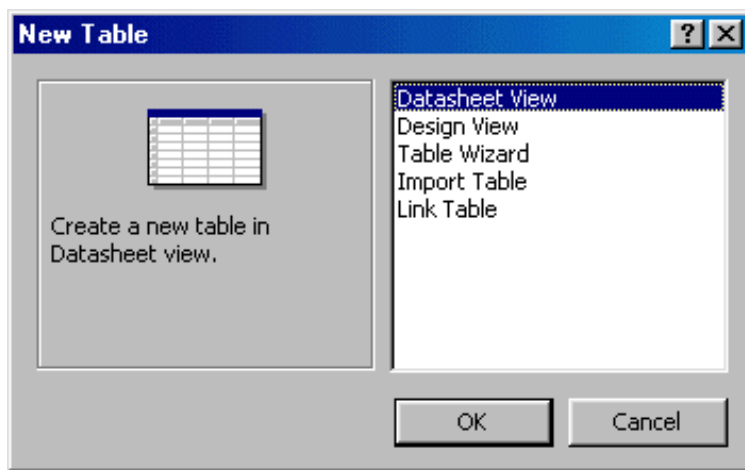 New Table
Create a new table in
Datasheet view.
Datasheet View
Design View
Table Wizard
Import Table
Link Table
OK
Cancel